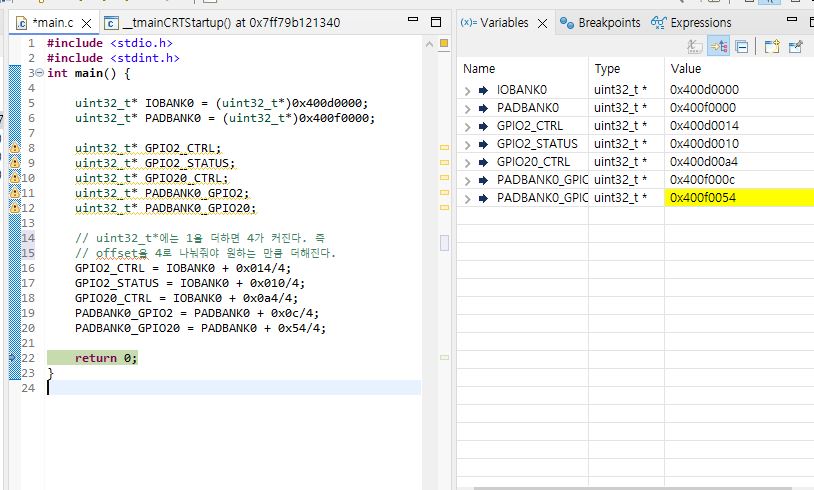 *main.c
__tmainCRTStartup() at 0x7ff79b121340
1 #include <stdio.h>
2 #include <stdint.h>
3 int main() {
4
5 uint32_t* IOBANK0 = (uint32_t*)0x400d0000;
6 uint32_t* PADBANK0 = (uint32_t*)0x400f0000;
7
8 uint32_t* GPIO2_CTRL;
9 uint32_t* GPIO2_STATUS;
10 uint32_t* GPIO20_CTRL;
11 uint32_t* PADBANK0_GPIO2;
12 uint32_t* PADBANK0_GPIO20;
13
14 // uint32_t*에는 1을 더하면 4가 커진다. 즉
15 // offset을 4로 나눠줘야 원하는 만큼 더해진다.
16 GPIO2_CTRL = IOBANK0 + 0x014/4;
17 GPIO2_STATUS = IOBANK0 + 0x010/4;
18 GPIO20_CTRL = IOBANK0 + 0x0a4/4;
19 PADBANK0_GPIO2 = PADBANK0 + 0x0c/4;
20 PADBANK0_GPIO20 = PADBANK0 + 0x54/4;
21
22 return 0;
23 }
24
(x)= Variables
Breakpoints
Expressions
Name Type Value
IOBANK0 uint32_t * 0x400d0000
PADBANK0 uint32_t * 0x400f0000
GPIO2_CTRL uint32_t * 0x400d0014
GPIO2_STATUS uint32_t * 0x400d0010
GPIO20_CTRL uint32_t * 0x400d00a4
PADBANK0_GPIC uint32_t * 0x400f000c
PADBANK0_GPIC uint32_t * 0x400f0054